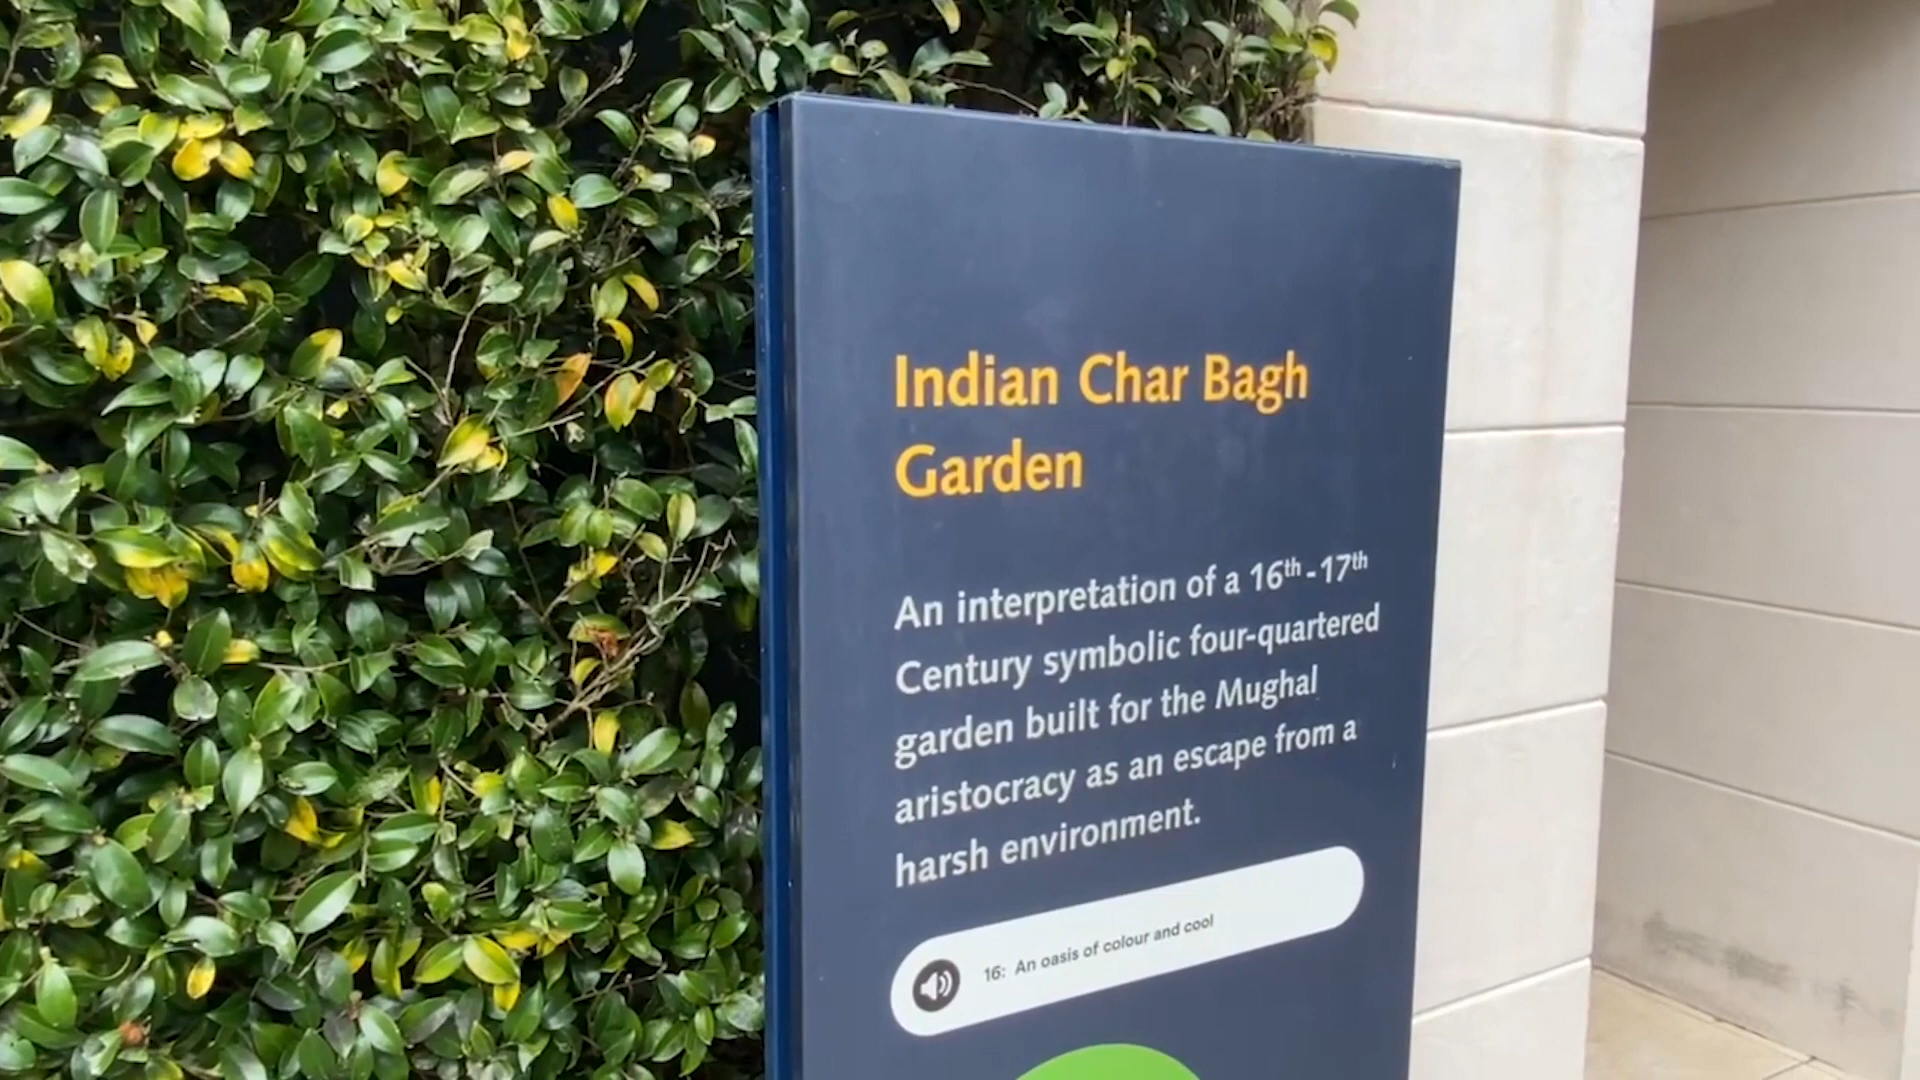 Indian Char Bagh
Garden
An interpretation of a 16th-17th
Century symbolic four-quartered
garden built for the Mughal
aristocracy as an escape from a
harsh environment.
16: An oasis of colour and cool